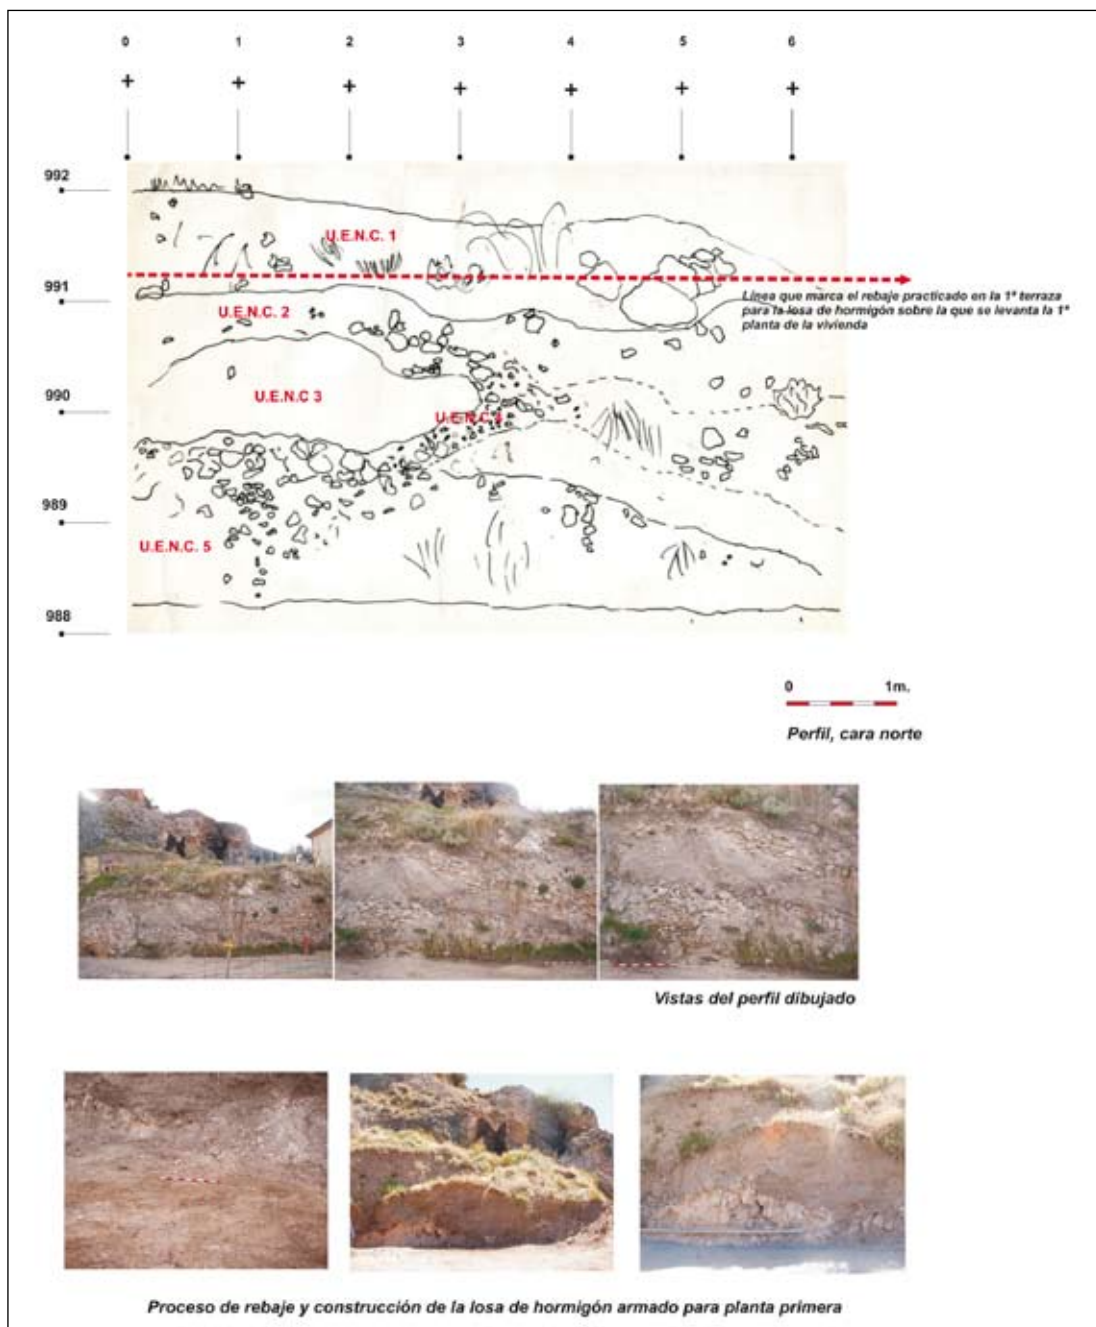 0 1 2 3 4 5 6
992
U.E.N.C. 1
991
Línea que marca el rebaje practicado en la 1ª terraza
para la losa de hormigón sobre la que se levanta la 1ª
planta de la vivienda
U.E.N.C. 2
990
U.E.N.C 3
U.E.N.C 4
989
U.E.N.C. 5
988
0 1m.
Perfil, cara norte
Vistas del perfil dibujado
Proceso de rebaje y construcción de la losa de hormigón armado para planta primera